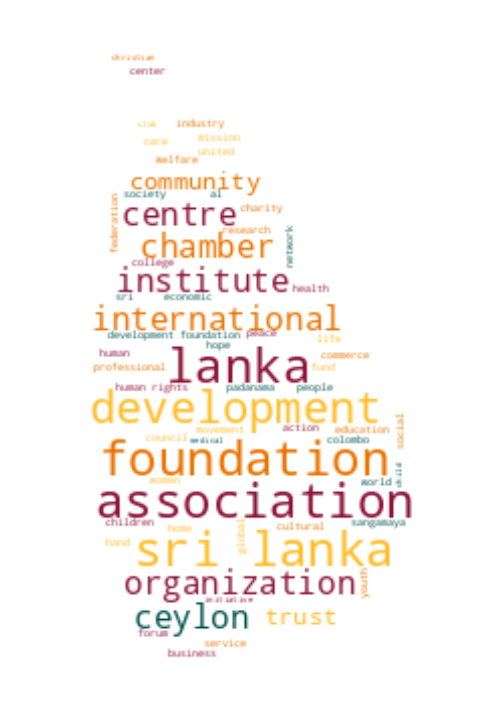 christian
center
club industry
care mission
united
welfare
community
society al
centre charity
federation
research
chamber
network
college
institute health
sri economic
international
development foundation peace
hope life
human lanka commerce
professional fund
human rights padanama people
development
action education social
council movement medical colombo
foundation
women world child
association
children home global cultural sangamaya
hand sri lanka
organization youth
initiative
ceylon trust
forum
service
business